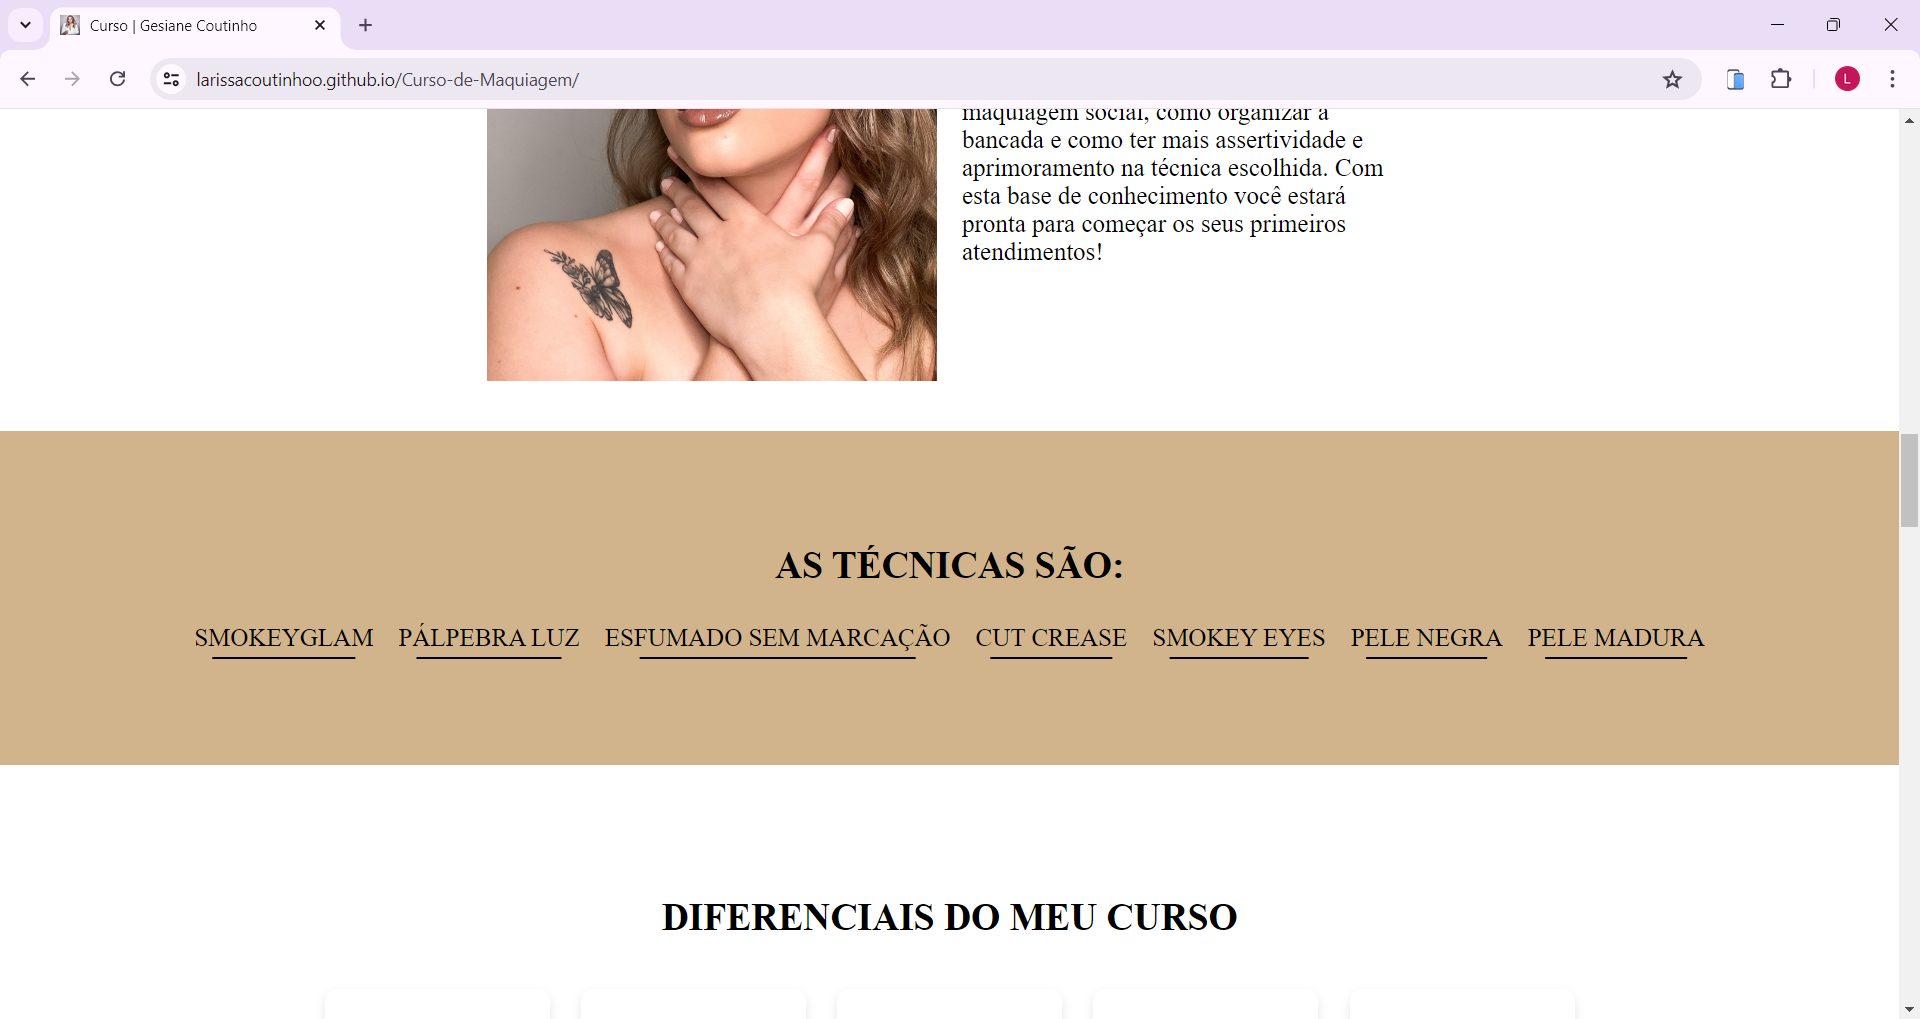 Curso | Gesiane Coutinho
larissacoutinhoo.github.io/Curso-de-Maquiagem/
L
maquiagem social, como organizar a
bancada e como ter mais assertividade e
aprimoramento na técnica escolhida. Com
esta base de conhecimento você estará
pronta para começar os seus primeiros
atendimentos!
AS TÉCNICAS SÃO:
SMOKEYGLAM PÁLPEBRA LUZ ESFUMADO SEM MARCAÇÃO CUT CREASE SMOKEY EYES PELE NEGRA PELE MADURA
DIFERENCIAIS DO MEU CURSO